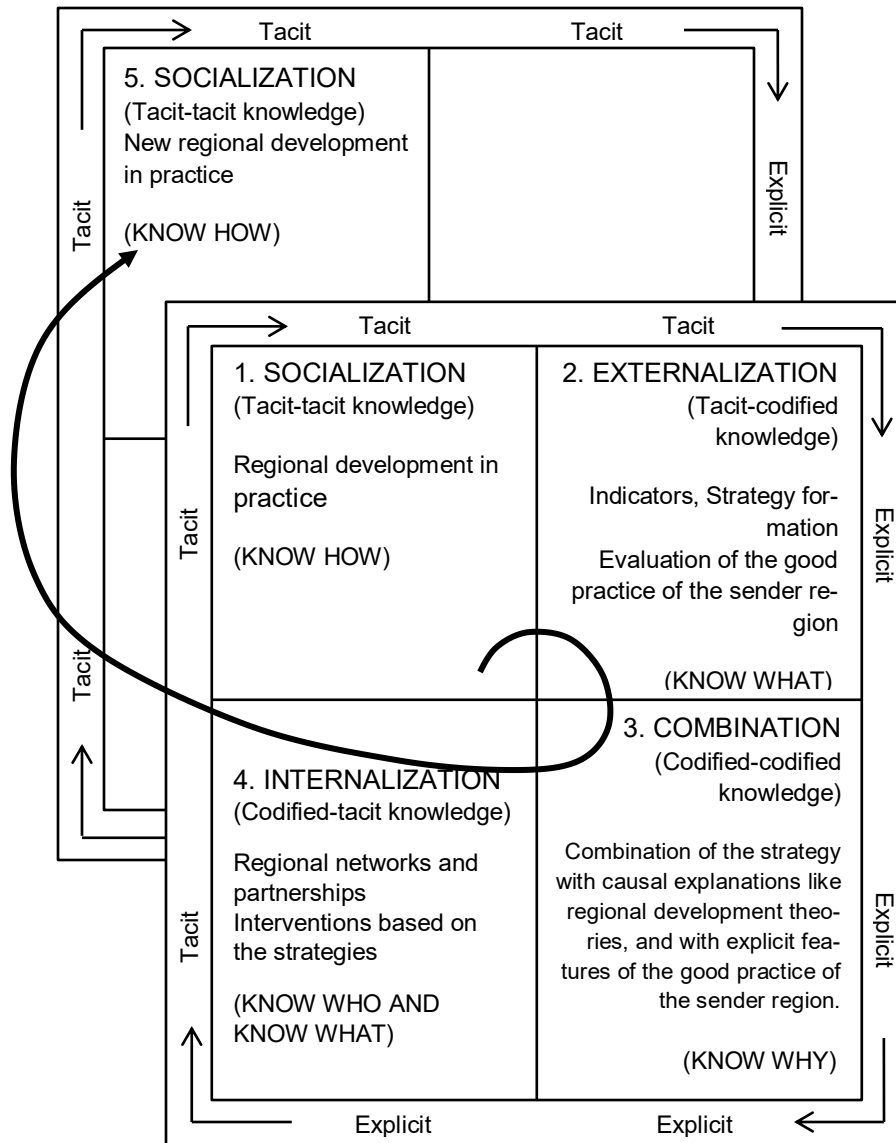 Tacit
Tacit
5. SOCIALIZATION
(Tacit-tacit knowledge)
New regional development
in practice
(KNOW HOW)
Tacit
Explicit
Tacit
Tacit
Tacit
1. SOCIALIZATION
(Tacit-tacit knowledge)
Regional development in
practice
(KNOW HOW)
Tacit
2. EXTERNALIZATION
(Tacit-codified
knowledge)
Indicators, Strategy for-
mation
Evaluation of the good
practice of the sender re-
gion
(KNOW WHAT)
Explicit
4. INTERNALIZATION
(Codified-tacit knowledge)
Regional networks and
partnerships
Interventions based on
the strategies
(KNOW WHO AND
KNOW WHAT)
Tacit
3. COMBINATION
(Codified-codified
knowledge)
Combination of the strategy
with causal explanations like
regional development theo-
ries, and with explicit fea-
tures of the good practice of
the sender region.
(KNOW WHY)
Explicit
Explicit
Explicit